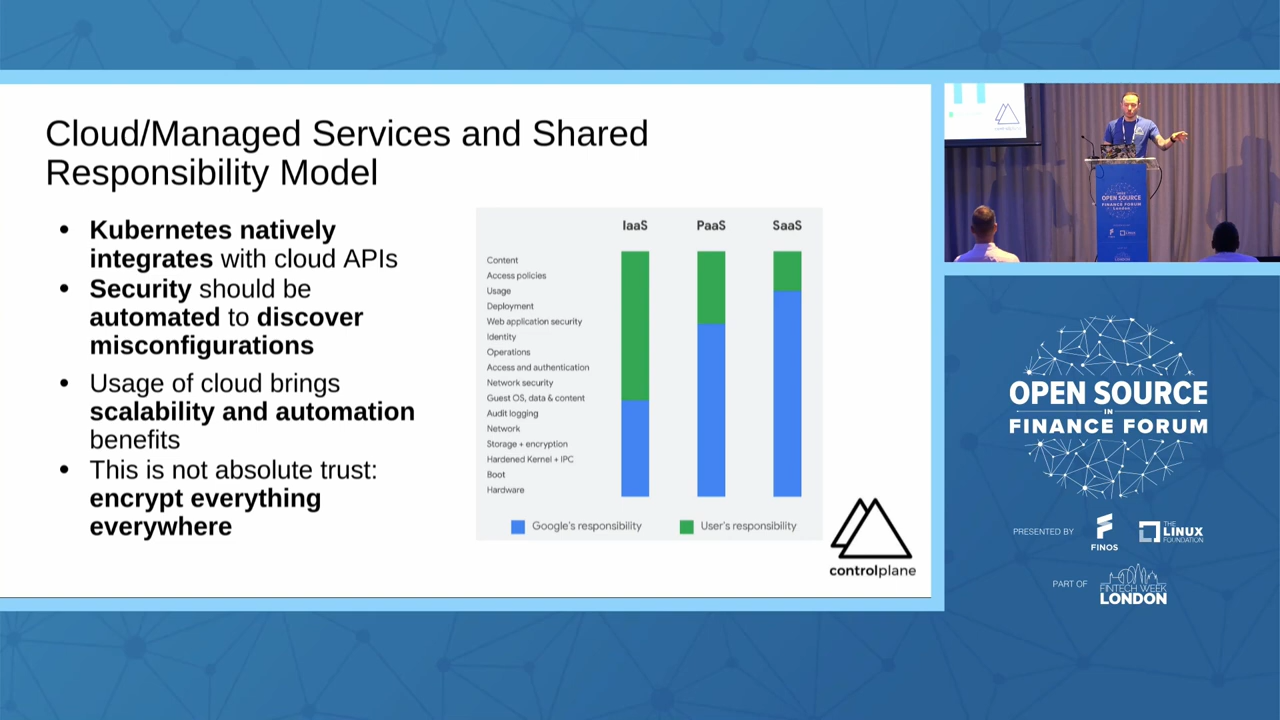 Cloud/Managed Services and Shared
Responsibility Model
• Kubernetes natively
integrates with cloud APIs
• Security should be
automated to discover
misconfigurations
• Usage of cloud brings
scalability and automation
benefits
• This is not absolute trust:
encrypt everything
everywhere
IaaS PaaS SaaS
Content
Access policies
Usage
Deployment
Web application security
Identity
Operations
Access and authentication
Network security
Guest OS, data & content
Audit logging
Network
Storage + encryption
Hardened Kernel + IPC
Boot
Hardware
Google's responsibility User's responsibility
controlplane
OPEN SOURCE
FINANCE FORUM
OPEN SOURCE
IN
FINANCE FORUM
PRESENTED BY
FINOS
THE
LINUX
FOUNDATION
PART OF
FINTECH WEEK
LONDON